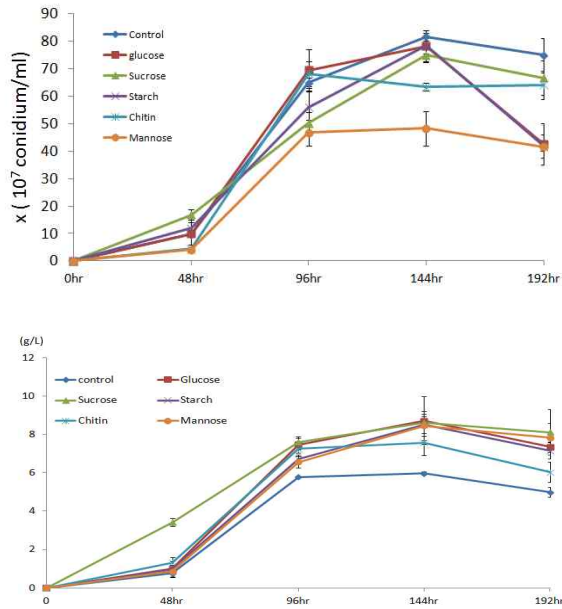 90
80
70
60
50
40
30
20
10
0
x ( 10⁷ conidium/ml)
Control
glucose
Sucrose
Starch
Chitin
Mannose
0hr 48hr 96hr 144hr 192hr
(g/L)
12
10
8
6
4
2
0
control Glucose
Sucrose Starch
Chitin Mannose
0 48hr 96hr 144hr 192hr